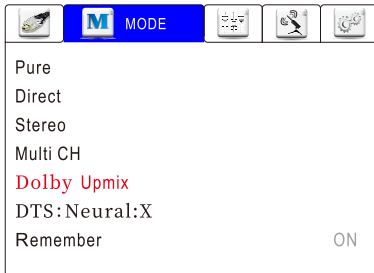 M MODE
Pure
Direct
Stereo
Multi CH
Dolby Upmix
DTS:Neural:X
Remember ON